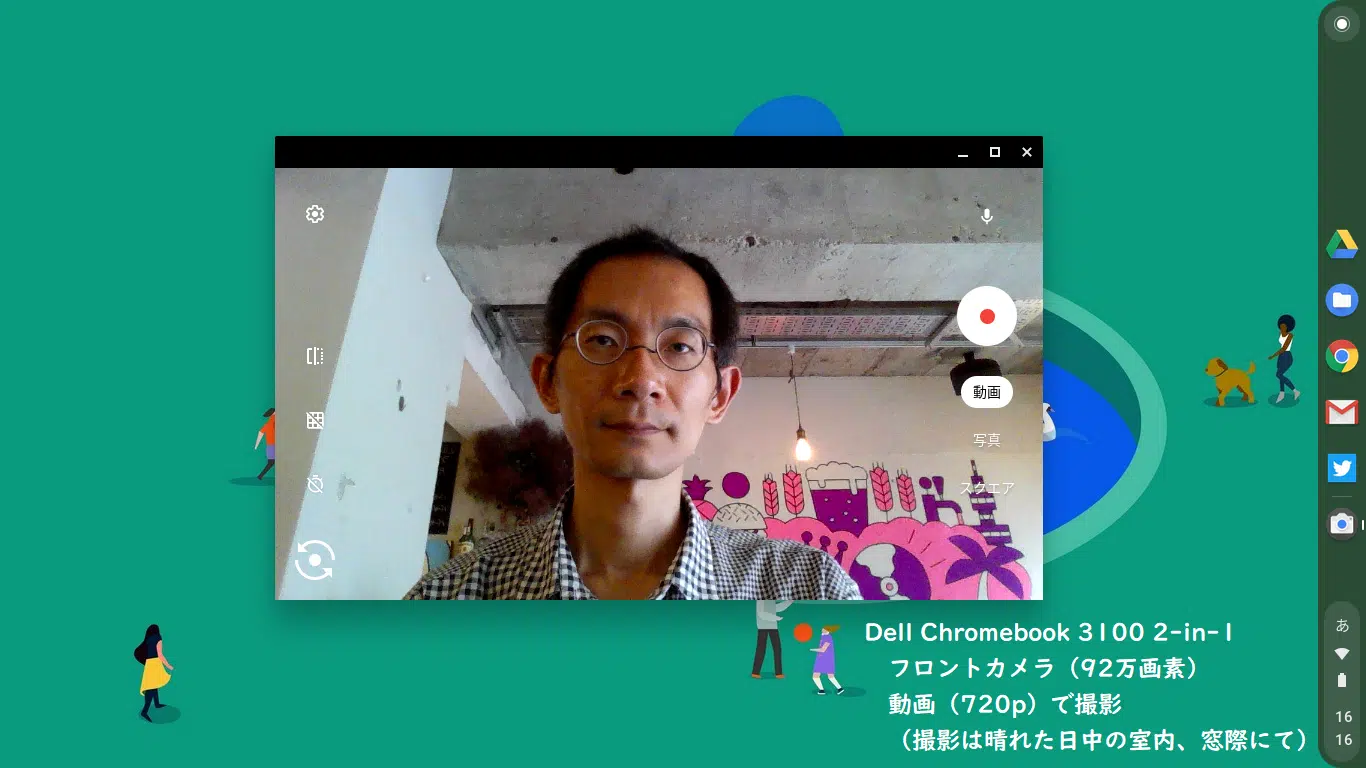 動画
写真
スクエア
Dell Chromebook 3100 2-in-1
フロントカメラ（92万画素）
動画（720p）で撮影
（撮影は晴れた日中の室内、窓際にて）
あ
16
16